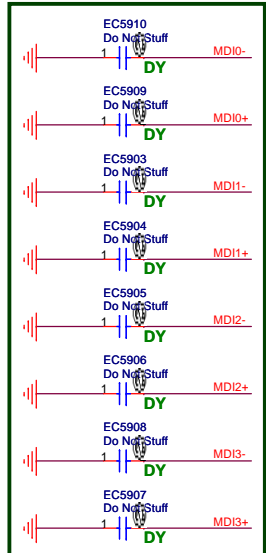 EC5910
Do Not Stuff
1
DY
MDI0-
EC5909
Do Not Stuff
1
DY
MDI0+
EC5903
Do Not Stuff
1
DY
MDI1-
EC5904
Do Not Stuff
1
DY
MDI1+
EC5905
Do Not Stuff
1
DY
MDI2-
EC5906
Do Not Stuff
1
DY
MDI2+
EC5908
Do Not Stuff
1
DY
MDI3-
EC5907
Do Not Stuff
1
DY
MDI3+